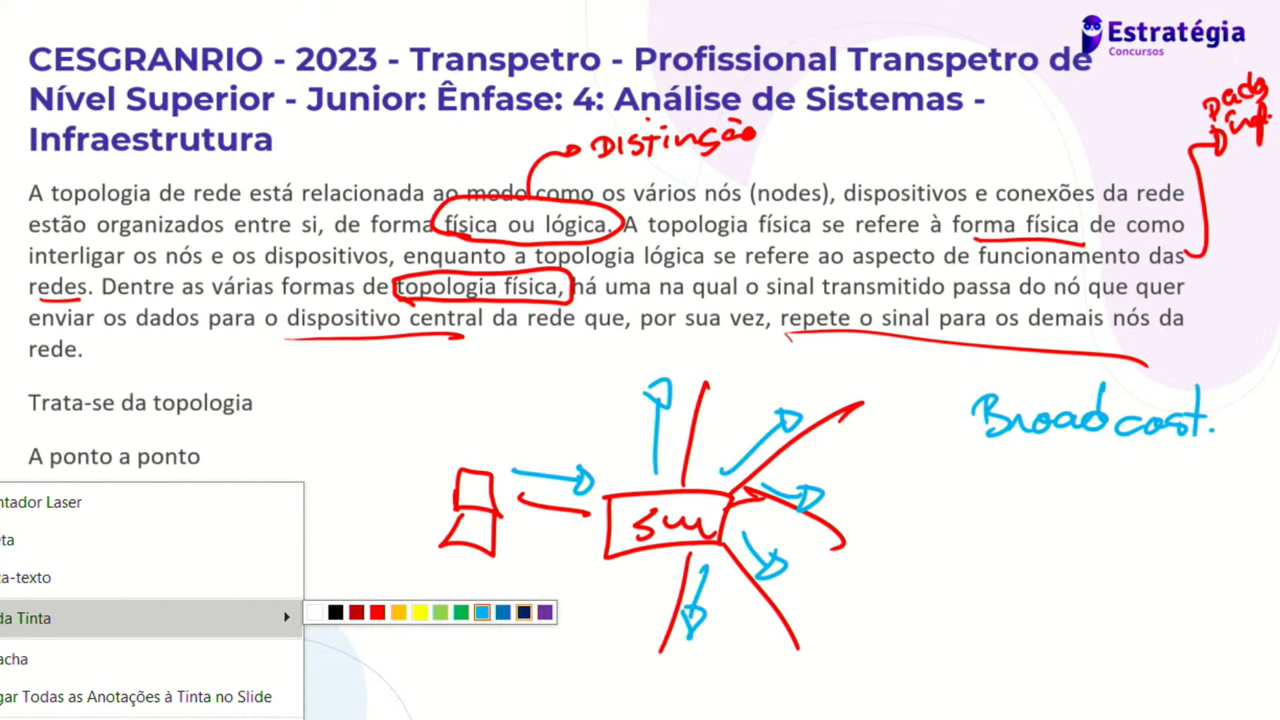 Estratégia
Concursos
CESGRANRIO - 2023 - Transpetro - Profissional Transpetro de
Nível Superior - Junior: Ênfase: 4: Análise de Sistemas -
Infraestrutura
DISTINÇÃO
A topologia de rede está relacionada ao modo como os vários nós (nodes), dispositivos e conexões da rede
estão organizados entre si, de forma física ou lógica. A topologia física se refere à forma física de como
interligar os nós e os dispositivos, enquanto a topologia lógica se refere ao aspecto de funcionamento das
redes. Dentre as várias formas de topologia física, há uma na qual o sinal transmitido passa do nó que quer
enviar os dados para o dispositivo central da rede que, por sua vez, repete o sinal para os demais nós da
rede.
Trata-se da topologia
Broadcast.
A ponto a ponto
ntador Laser
eta
ca-texto
da Tinta
acha
gar Todas as Anotações à Tinta no Slide